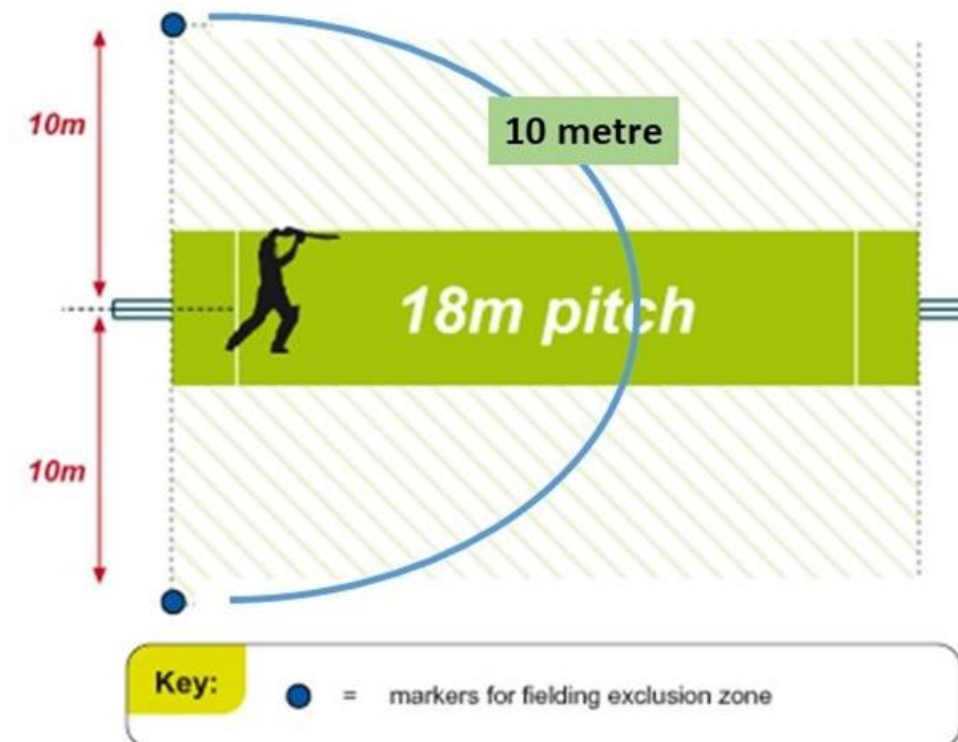 10m
10 metre
18m pitch
10m
Key:
= markers for fielding exclusion zone